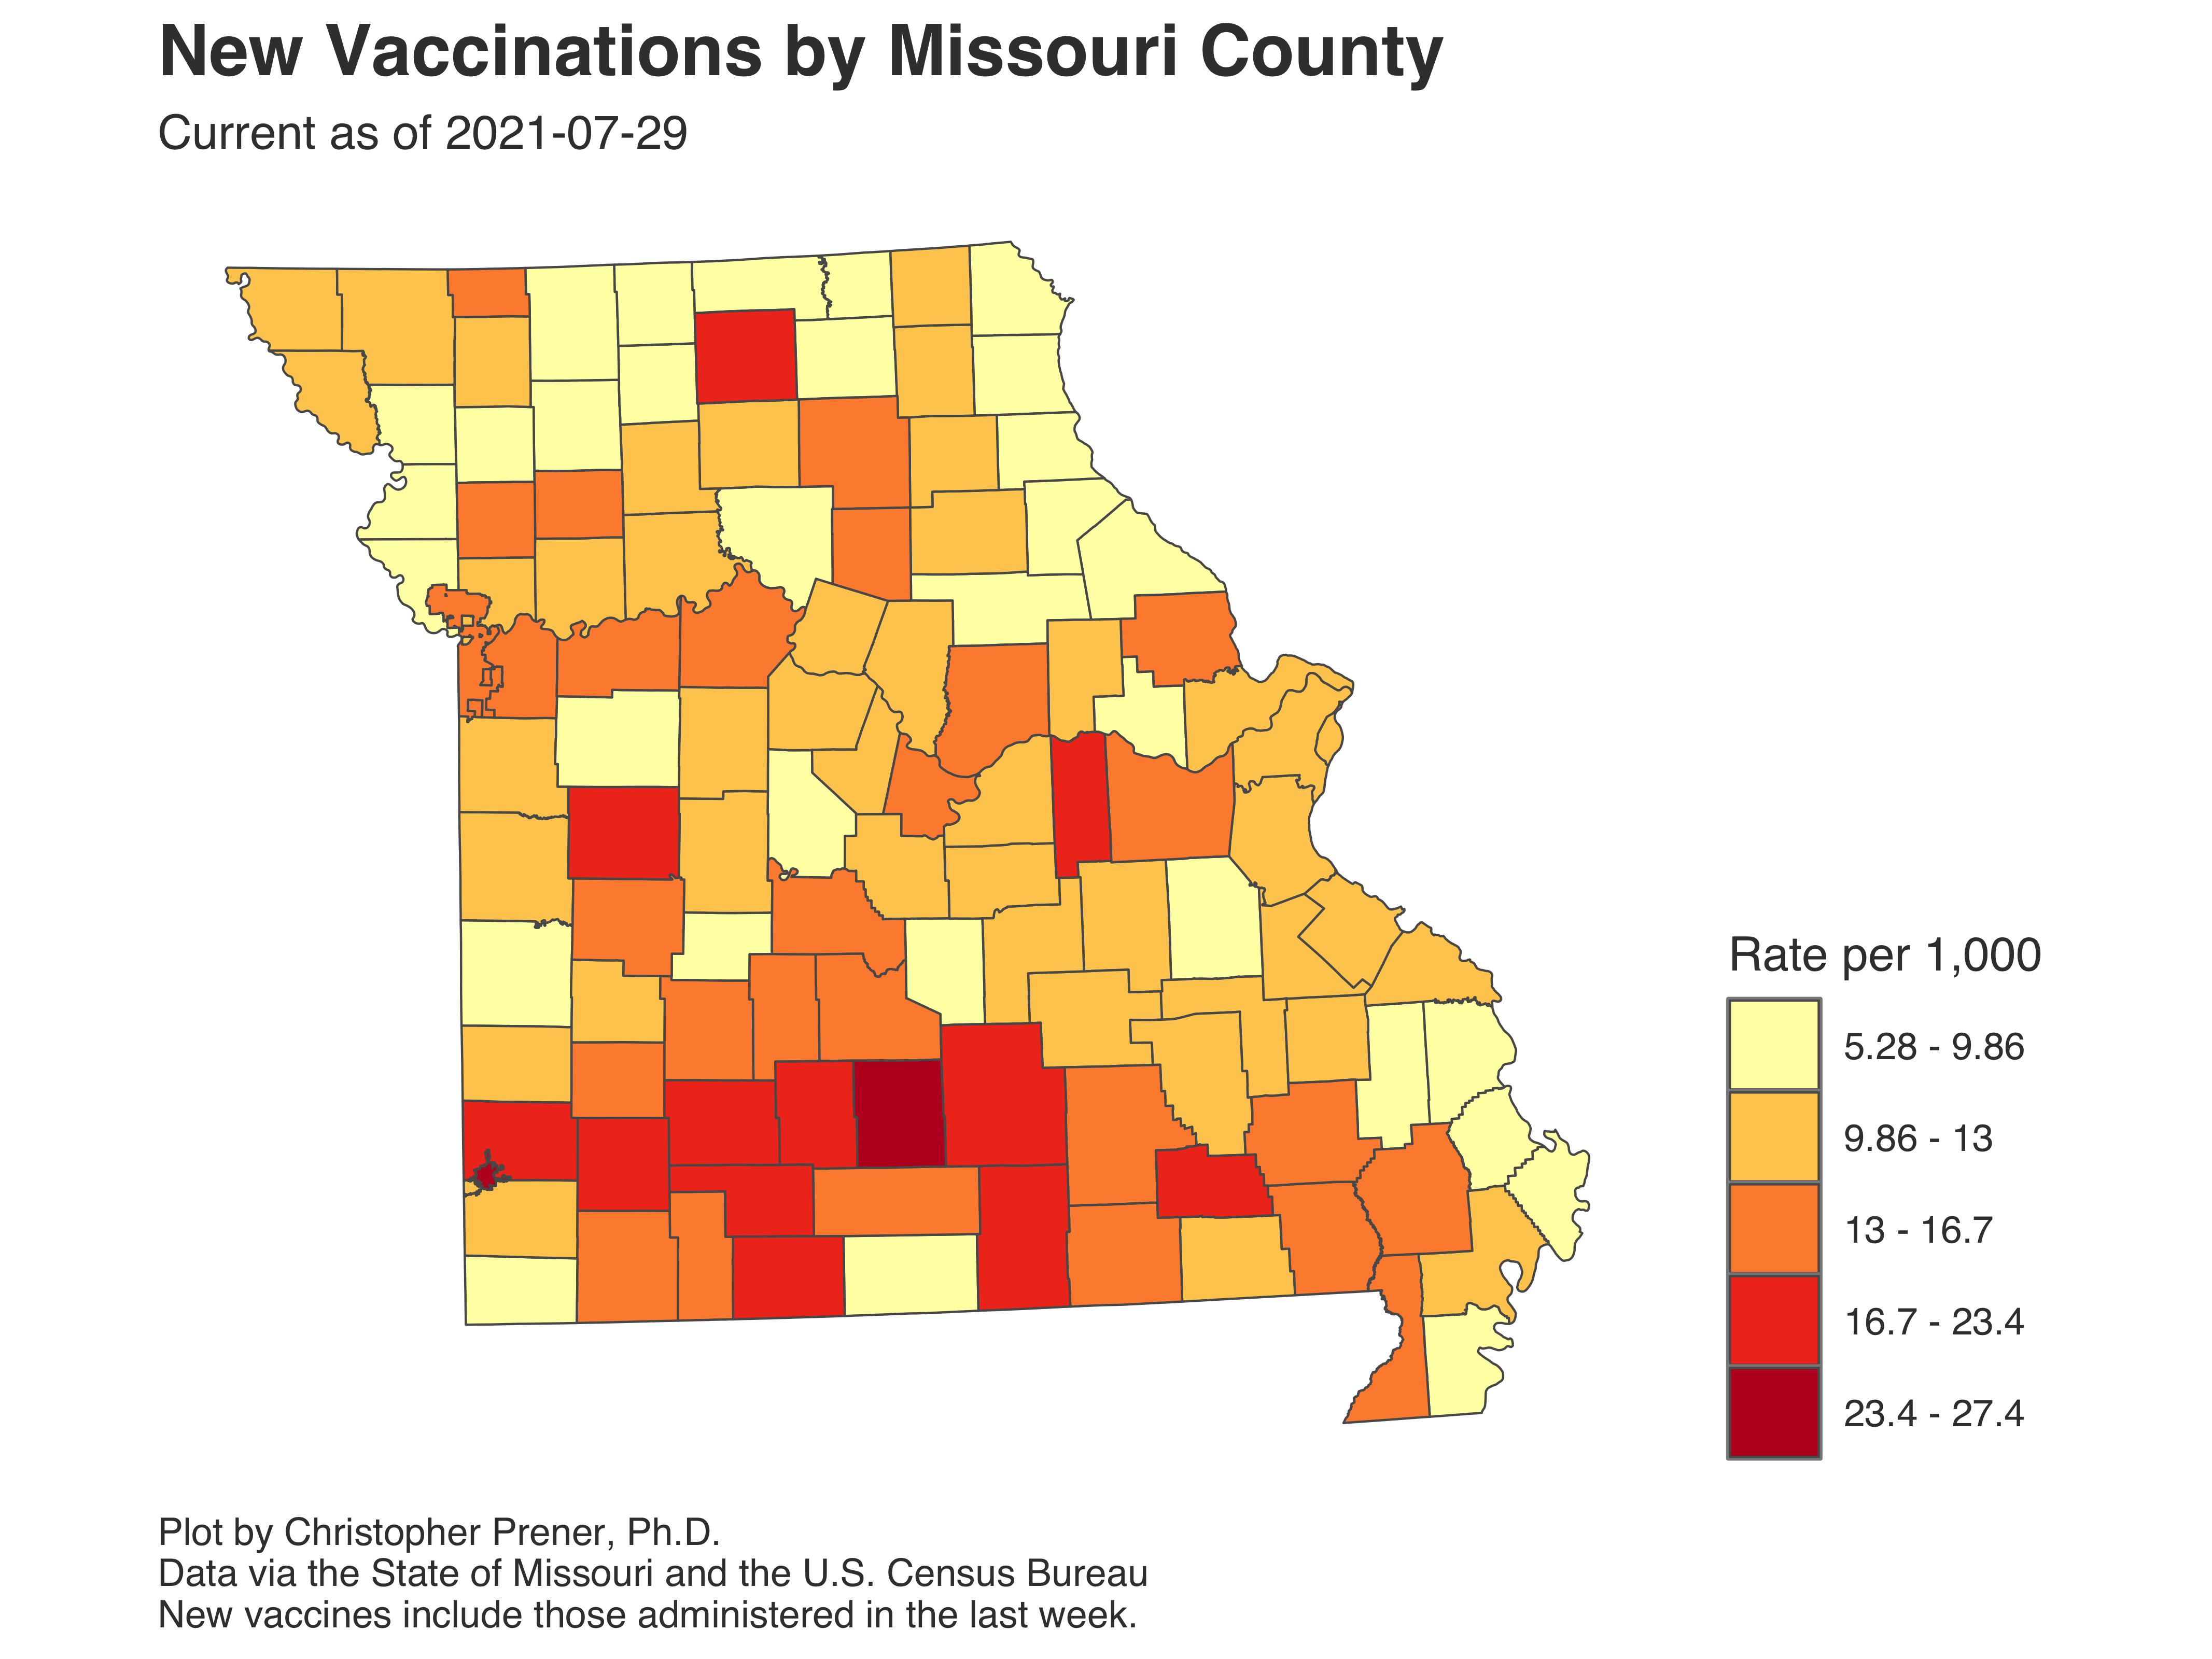 New Vaccinations by Missouri County
Current as of 2021-07-29
Rate per 1,000
5.28 - 9.86
9.86 - 13
13 - 16.7
16.7 - 23.4
23.4 - 27.4
Plot by Christopher Prener, Ph.D.
Data via the State of Missouri and the U.S. Census Bureau
New vaccines include those administered in the last week.